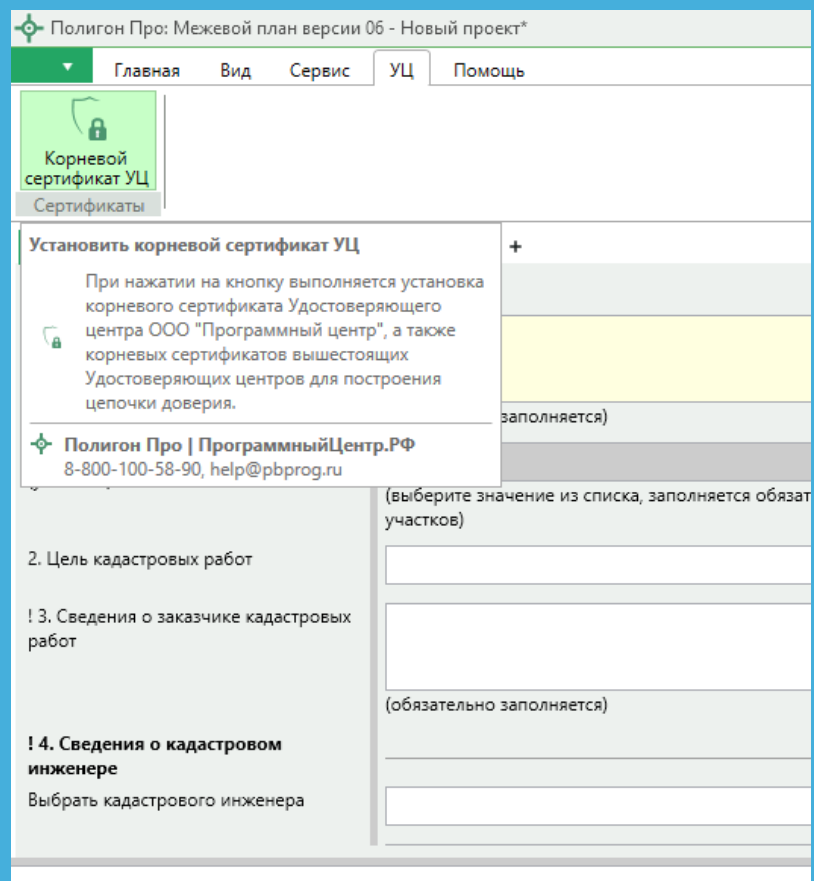 Полигон Про: Межевой план версии 06 - Новый проект*
Главная Вид Сервис УЦ Помощь
Корневой
сертификат УЦ
Сертификаты
Установить корневой сертификат УЦ
+
При нажатии на кнопку выполняется установка
корневого сертификата Удостоверяющего
центра ООО "Программный центр", а также
корневых сертификатов вышестоящих
Удостоверяющих центров для построения
цепочки доверия.
заполняется)
Полигон Про | ПрограммныйЦентр.РФ
8-800-100-58-90, help@pbprog.ru
(выберите значение из списка, заполняется обязат
участков)
2. Цель кадастровых работ
! 3. Сведения о заказчике кадастровых
работ
(обязательно заполняется)
! 4. Сведения о кадастровом
инженере
Выбрать кадастрового инженера